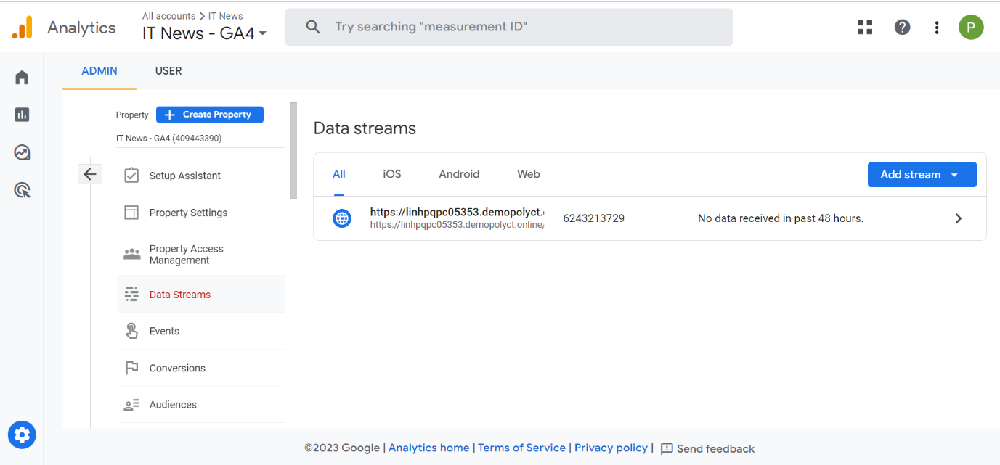 Analytics
All accounts > IT News
IT News - GA4
Try searching "measurement ID"
P
ADMIN
USER
Property
Create Property
IT News - GA4 (409443390)
Setup Assistant
Property Settings
Property Access
Management
Data Streams
Events
Conversions
Audiences
Data streams
All
iOS
Android
Web
Add stream
https://linhpqpc05353.demopolyct.
https://linhpqpc05353.demopolyct.online/
6243213729
No data received in past 48 hours.
©2023 Google | Analytics home | Terms of Service | Privacy policy | Send feedback